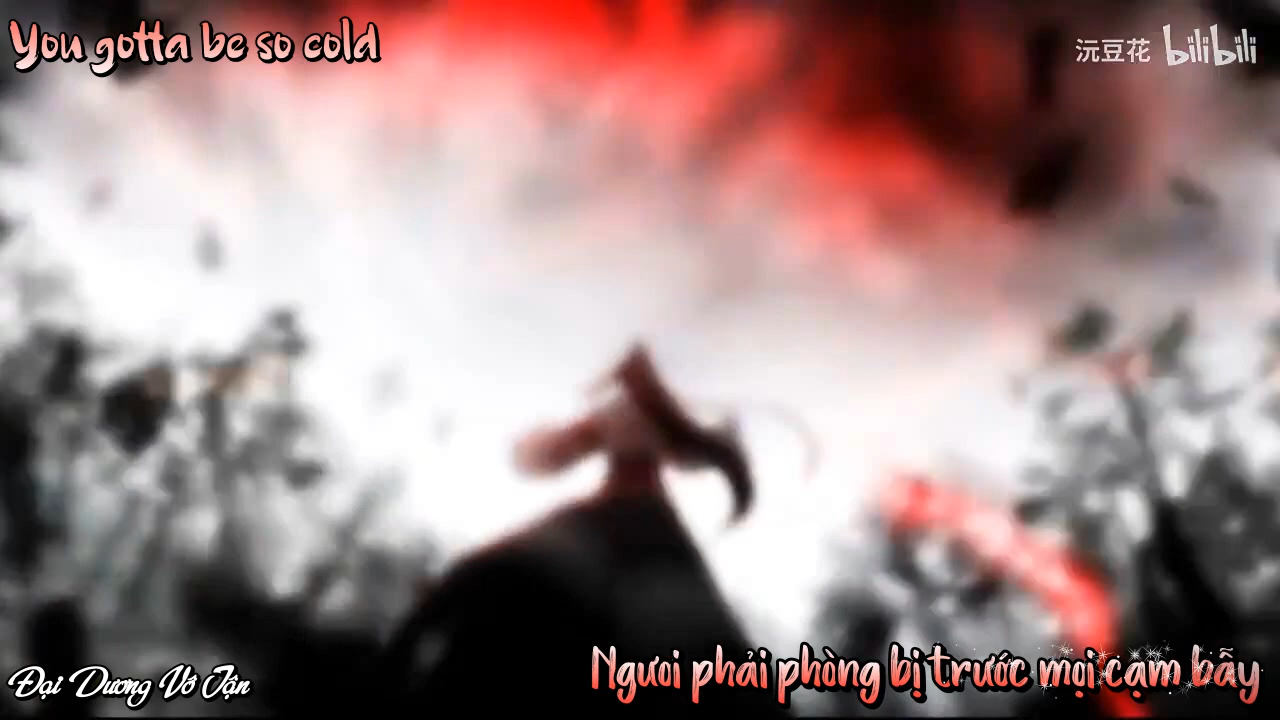 You gotta be so cold
沅豆花 bilibili
Đại Dương Vô Tận
Ngưoi phải phòng bị trước mọi cạm bẫy